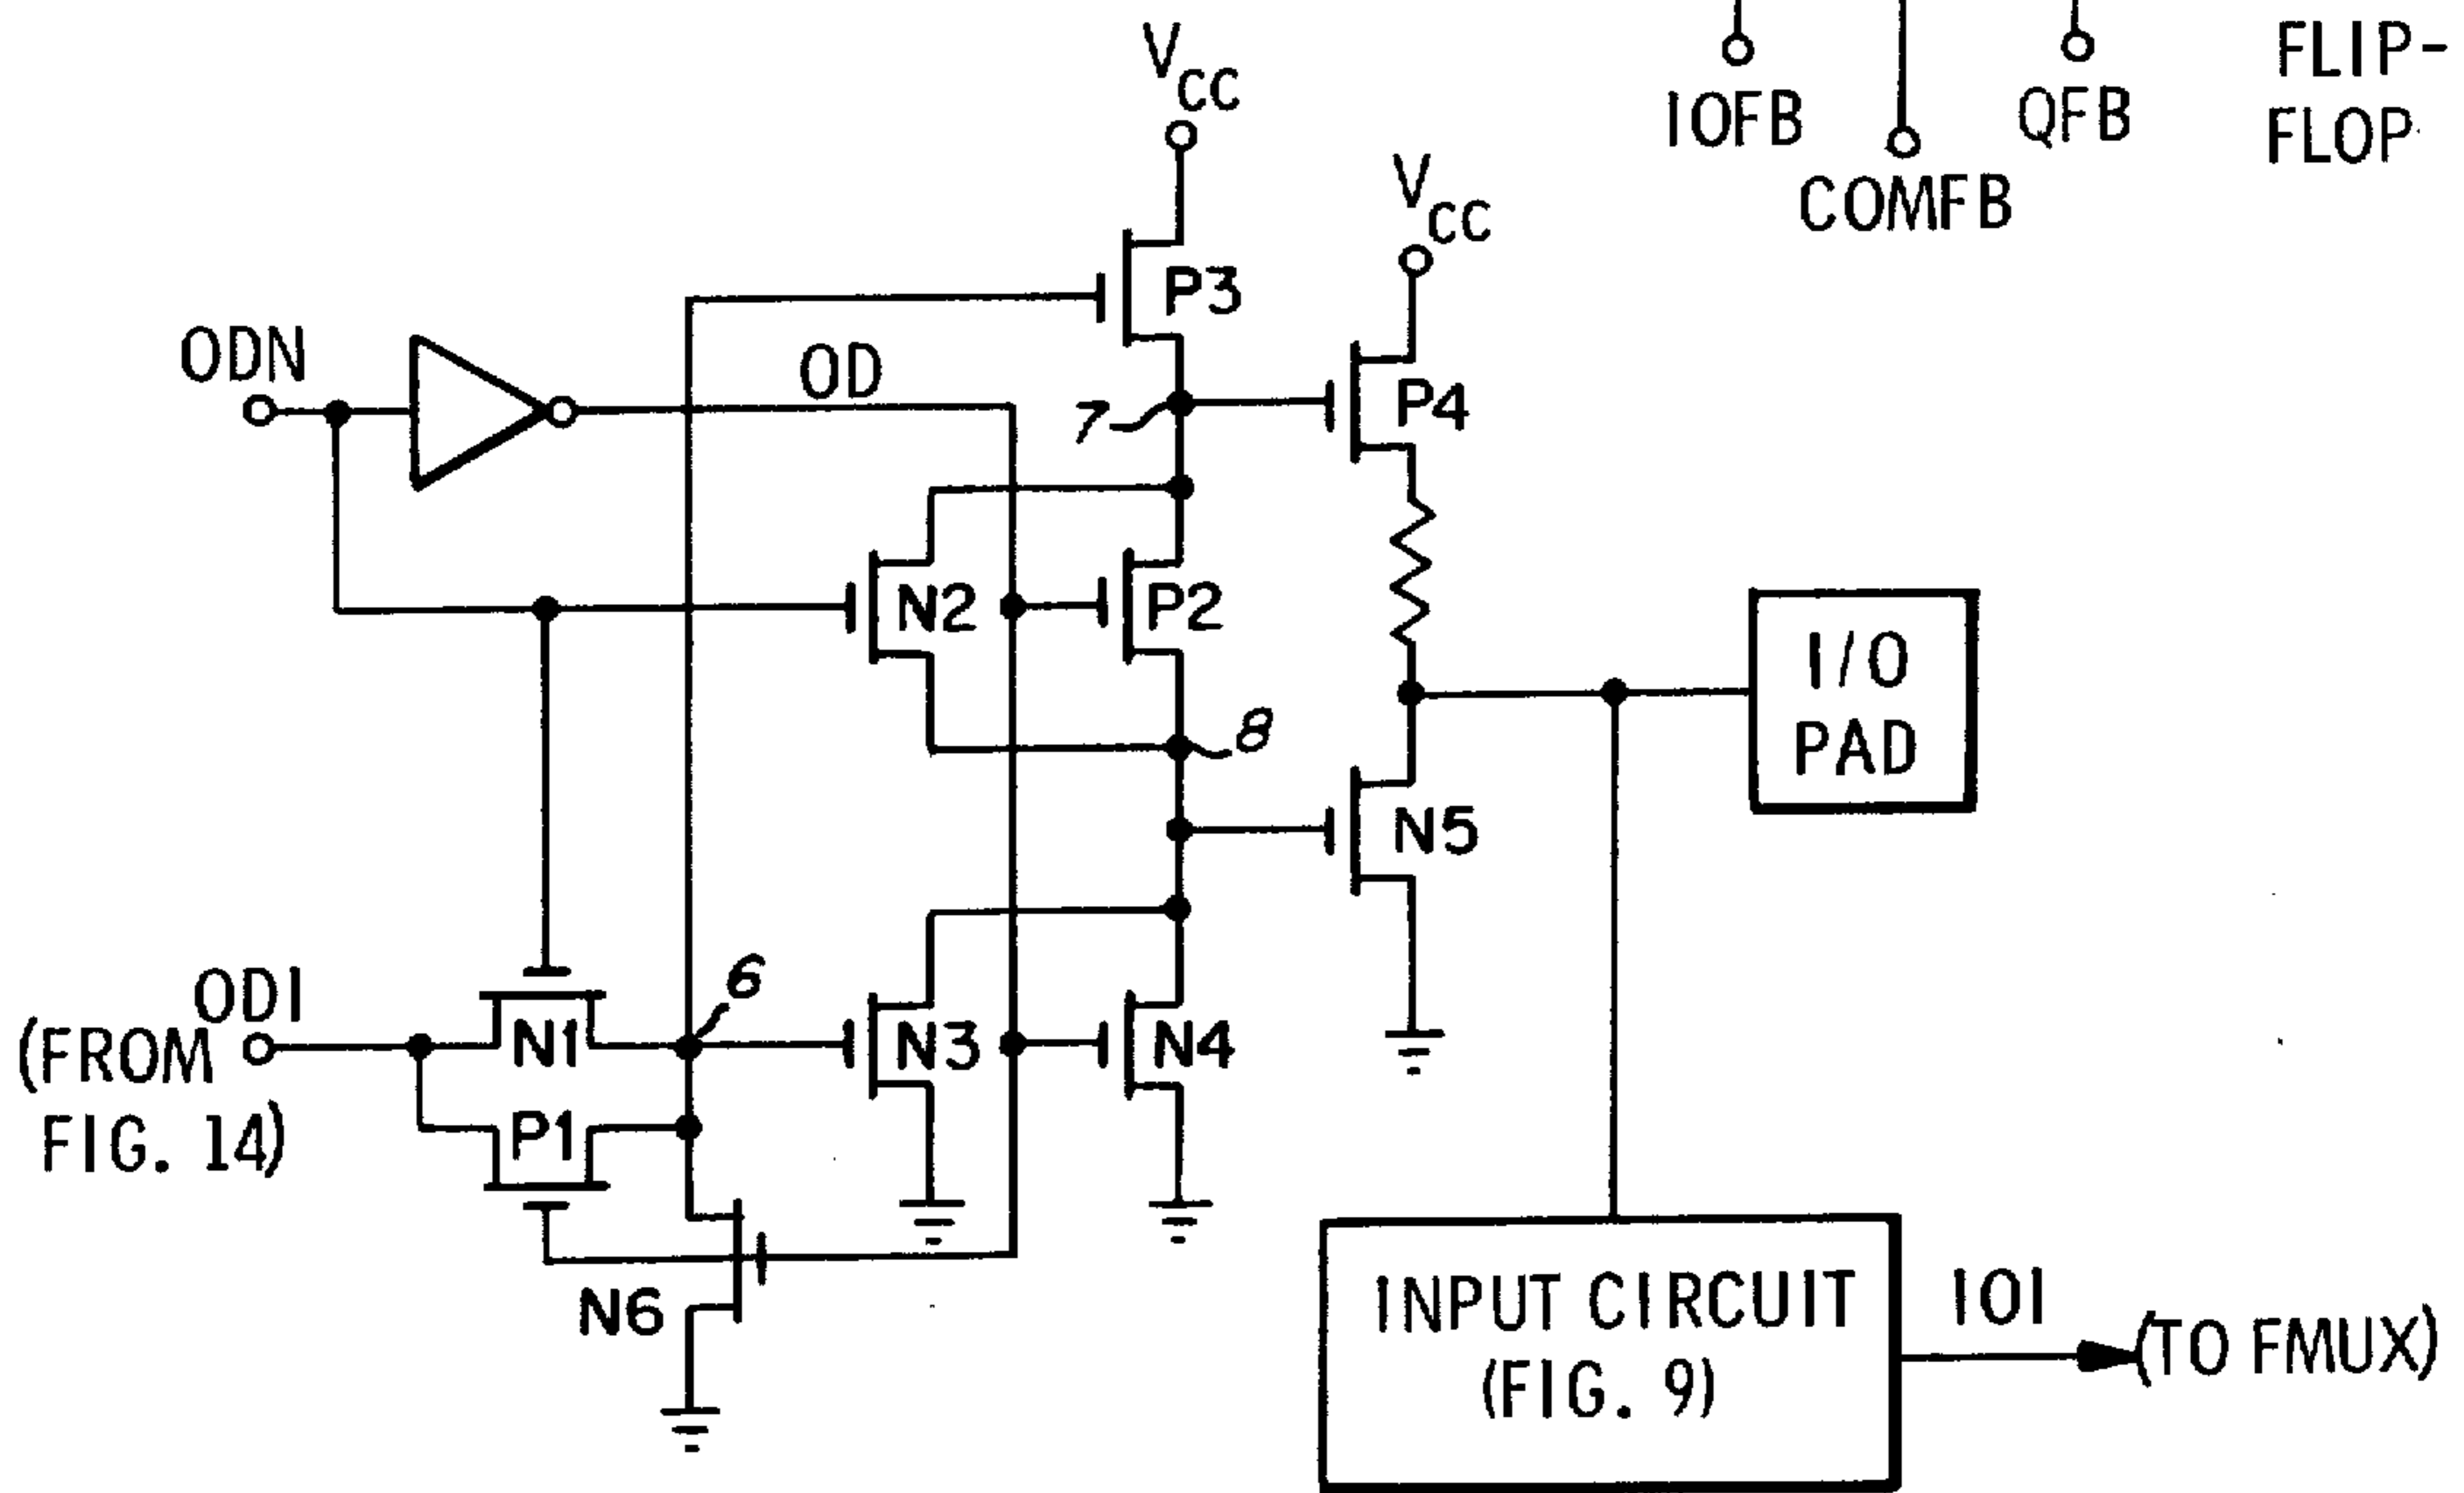 VCC
IOFB
COMFB
QFB
FLIP-
FLOP
VCC
P3
P4
ODN
OD
7
N2
P2
I/O
PAD
8
N5
ODI
(FROM
FIG. 14)
N1
6
N3
N4
P1
N6
INPUT CIRCUIT
(FIG. 9)
IOI
(TO FMUX)